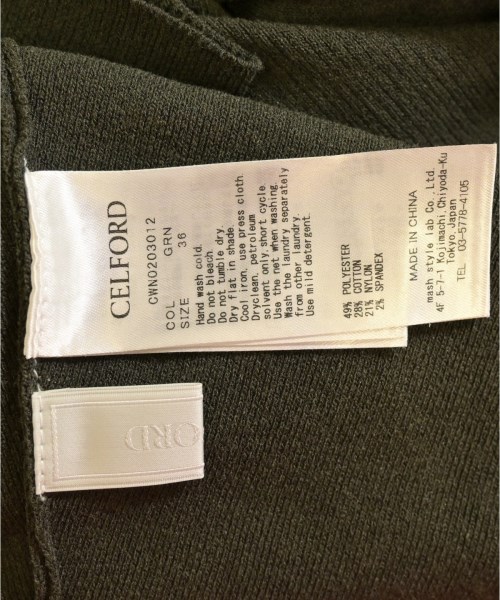 CELFORD
CWNO203012
COL GRN
SIZE 36
Hand wash cold.
Do not bleach.
Do not tumble dry.
Dry flat in shade.
Cool iron, use press cloth
Dryclean, petroleum
solvent only short cycle.
Use the net when washing.
Wash the laundry separately
from other laundry.
Use mild detergent.
49% POLYESTER
28% COTTON
21% NYLON
2% SPANDEX
MADE IN CHINA
mash style lab Co., Ltd.
4F 5-7-1 Kojimachi, Chiyoda-Ku
Tokyo, Japan
TEL 03-5778-4105
ORD